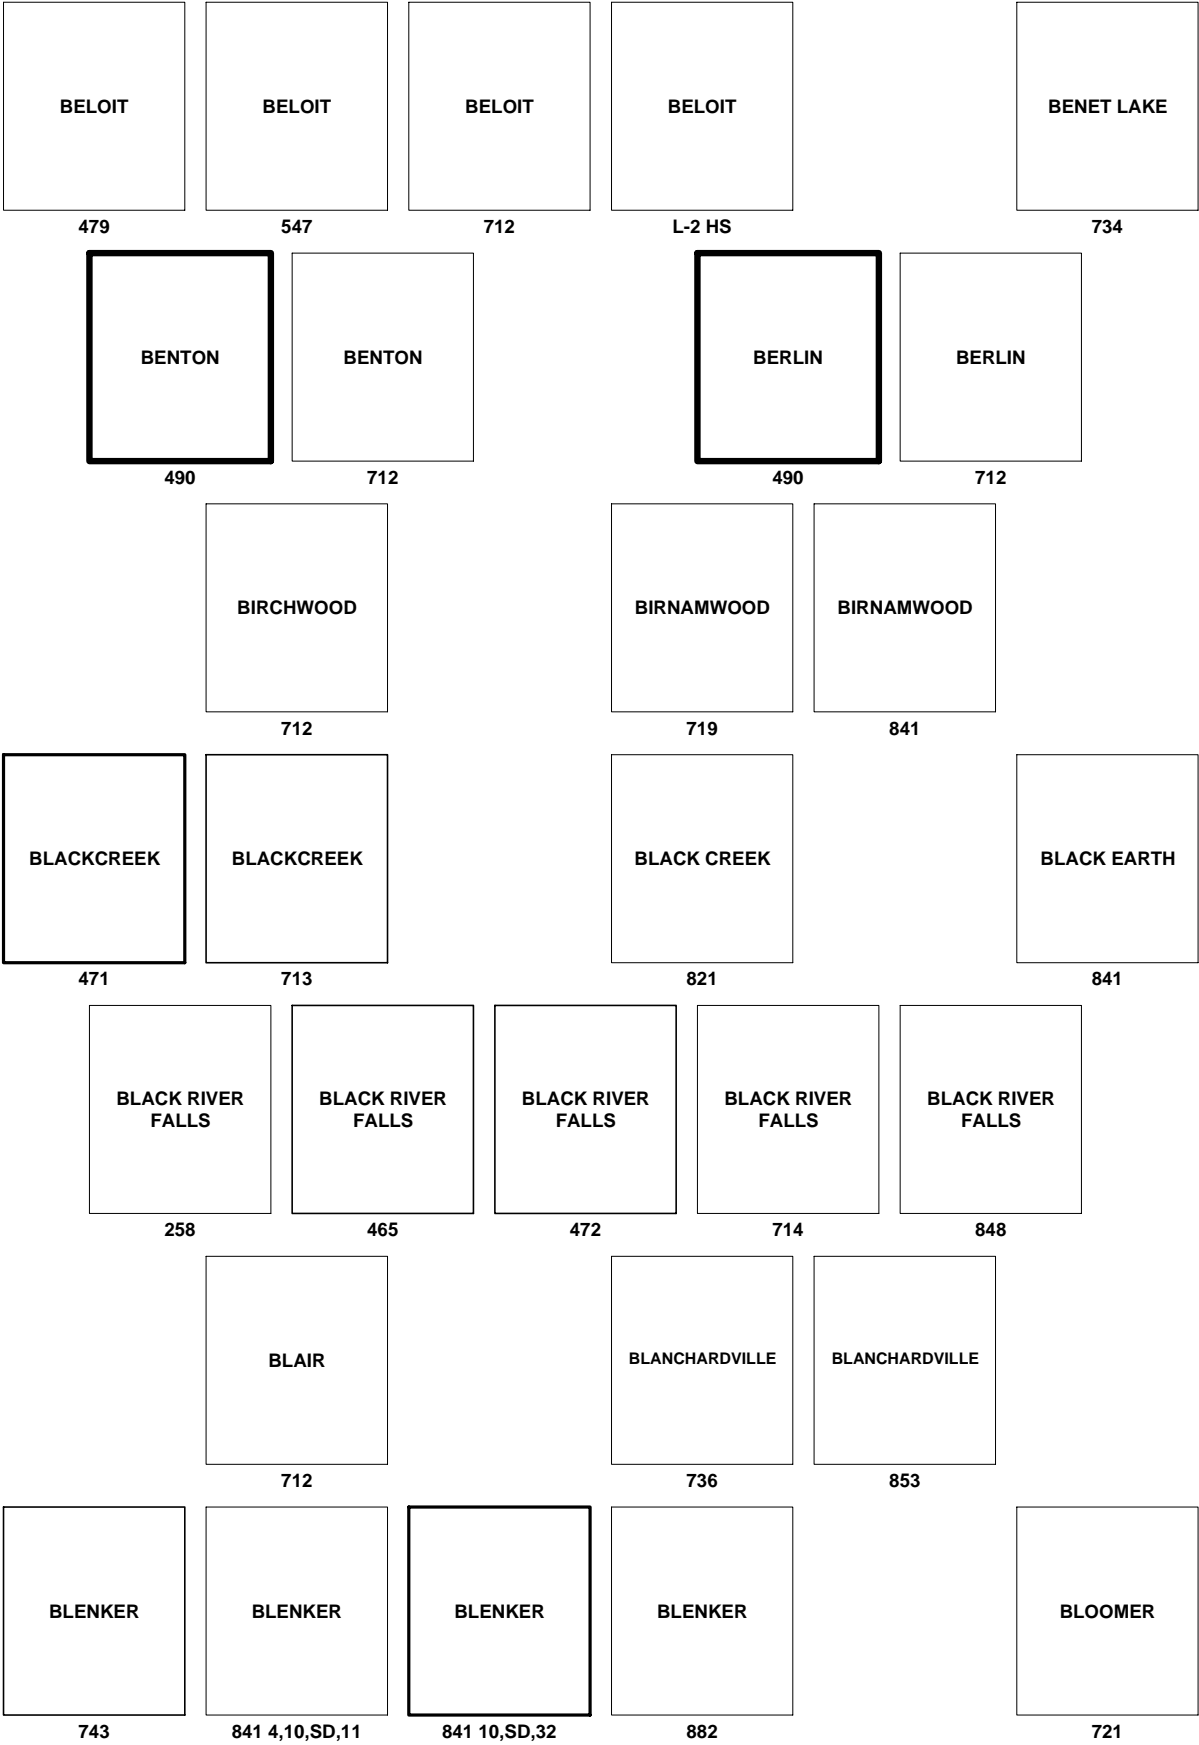 BELOIT BELOIT BELOIT BELOIT BENET LAKE
479 547 712 L-2 HS 734
BENTON BENTON BERLIN BERLIN
490 712 490 712
BIRCHWOOD BIRNAMWOOD BIRNAMWOOD
712 719 841
BLACKCREEK BLACKCREEK BLACK CREEK BLACK EARTH
471 713 821 841
BLACK RIVER BLACK RIVER BLACK RIVER BLACK RIVER BLACK RIVER
FALLS FALLS FALLS FALLS FALLS
258 465 472 714 848
BLAIR BLANCHARDVILLE BLANCHARDVILLE
712 736 853
BLENKER BLENKER BLENKER BLENKER BLOOMER
743 841 4,10,SD,11 841 10,SD,32 882 721